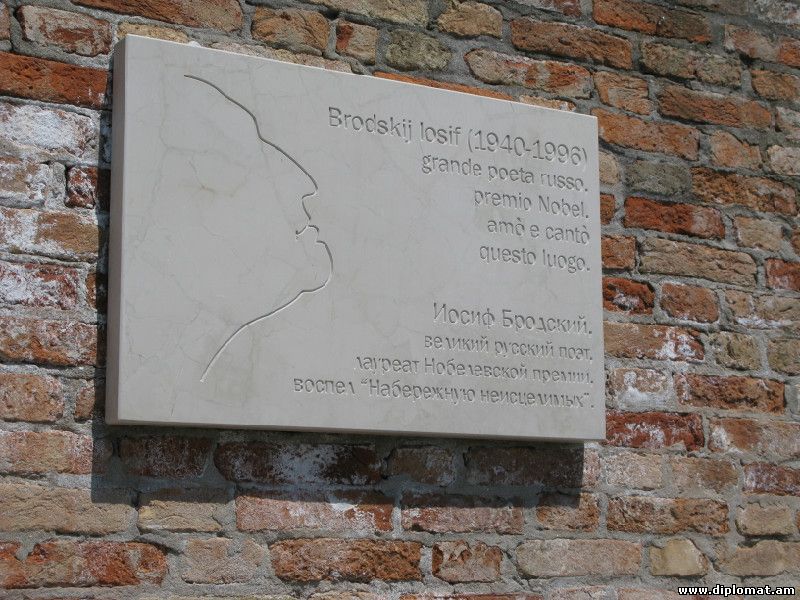 Brodskij Iosif (1940-1996)
grande poeta russo.
premio Nobel.
amò e cantò
questo luogo.
Иосиф Бродский.
великий русский поэт.
лауреат Нобелевской премии.
воспел "Набережную неисцелимых".
www.diplomat.am